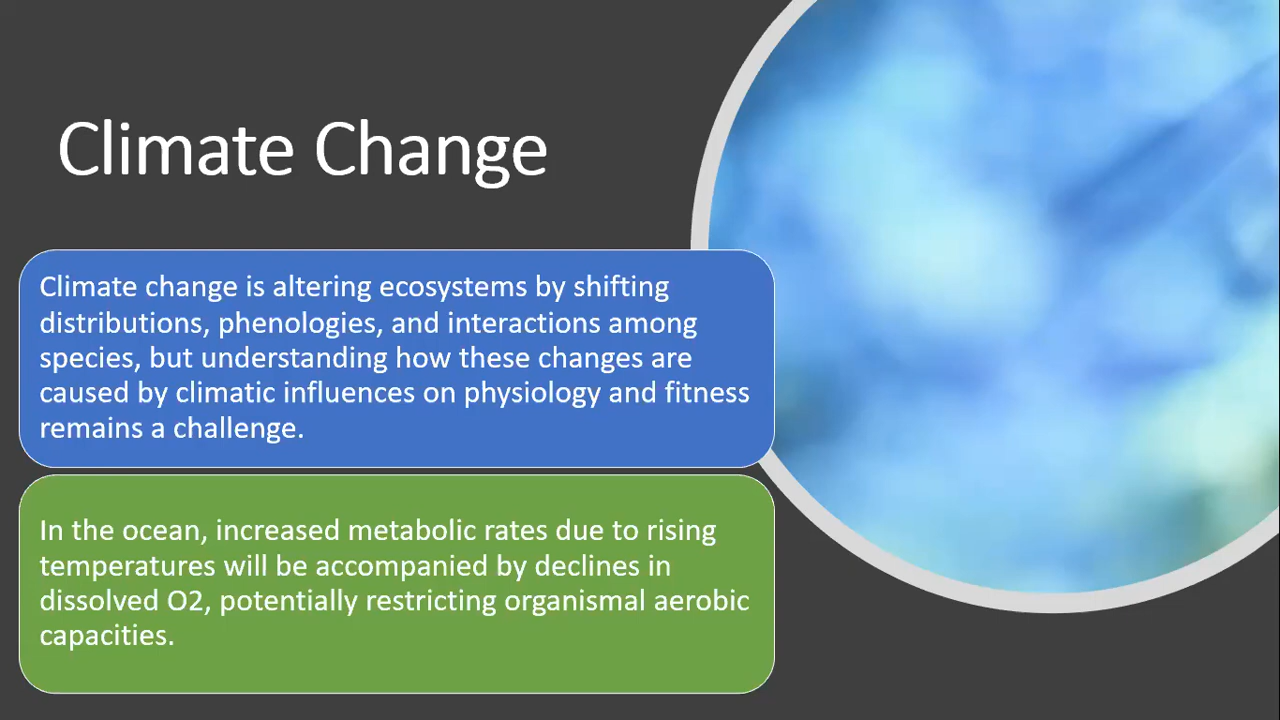 Climate Change
Climate change is altering ecosystems by shifting
distributions, phenologies, and interactions among
species, but understanding how these changes are
caused by climatic influences on physiology and fitness
remains a challenge.
In the ocean, increased metabolic rates due to rising
temperatures will be accompanied by declines in
dissolved O2, potentially restricting organismal aerobic
capacities.